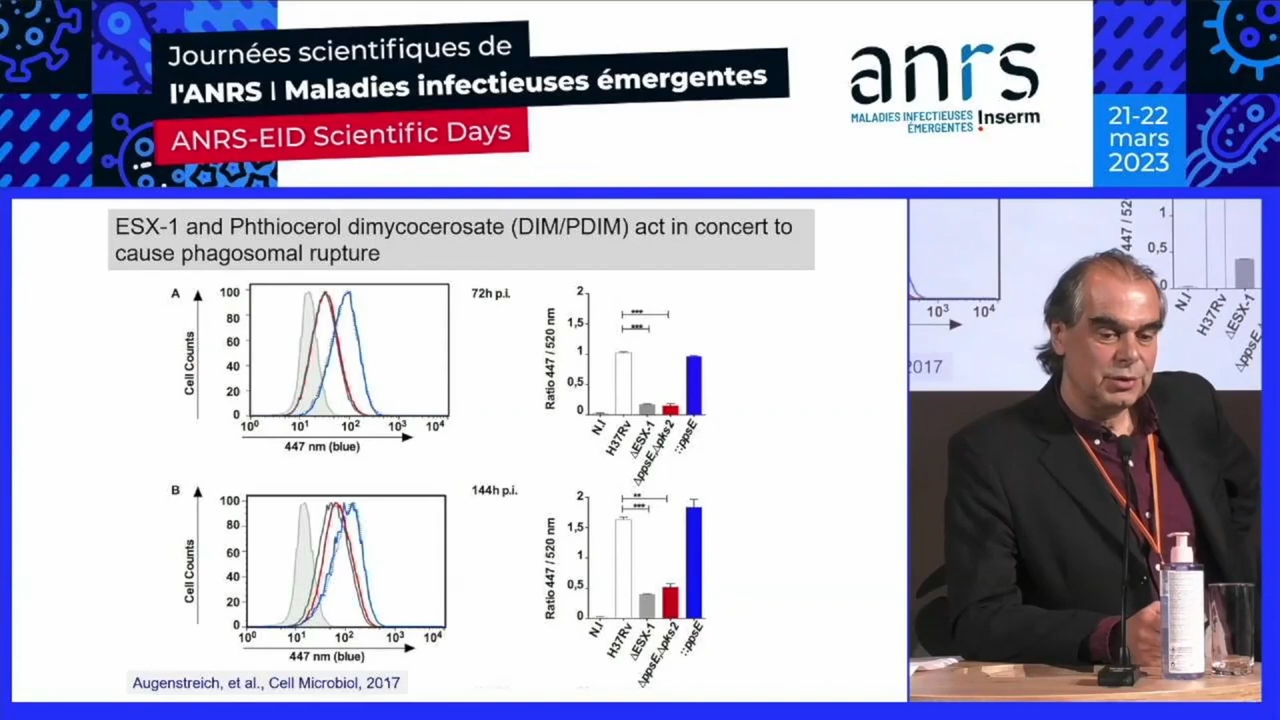 Journées scientifiques de
l'ANRS | Maladies infectieuses émergentes
ANRS-EID Scientific Days
anrs
MALADIES INFECTIEUSES
ÉMERGENTES
Inserm
21-22
mars
2023
ESX-1 and Phthiocerol dimycocerosate (DIM/PDIM) act in concert to
cause phagosomal rupture
A
Cell Counts
100
80
60
40
20
0
10⁰ 10¹ 10² 10³ 10⁴
447 nm (blue)
72h p.i.
Ratio 447 / 520 nm
2
1,5
1
0,5
0
***
***
N.I
H37Rv
ΔESX-1
ΔppsE,Δpks2
::ppsE
B
Cell Counts
100
80
60
40
20
0
10⁰ 10¹ 10² 10³ 10⁴
447 nm (blue)
144h p.i.
Ratio 447 / 520 nm
2
1,5
1
0,5
0
**
***
N.I
H37Rv
ΔESX-1
ΔppsE,Δpks2
::ppsE
Augenstreich, et al., Cell Microbiol, 2017
447 / 52
1
0,5
0
N.I
H37Rv
ΔESX-1
10³ 10⁴
2017